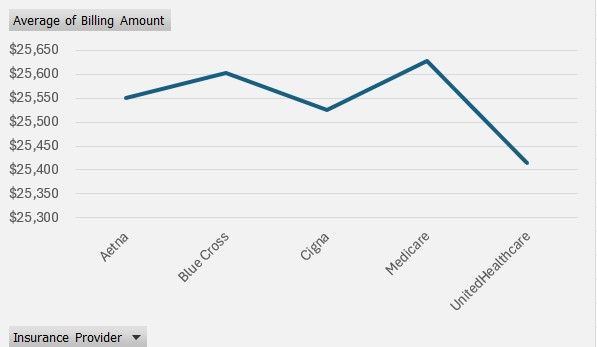 Average of Billing Amount
$25,650
$25,600
$25,550
$25,500
$25,450
$25,400
$25,350
$25,300
Aetna
Blue Cross
Cigna
Medicare
UnitedHealthcare
Insurance Provider